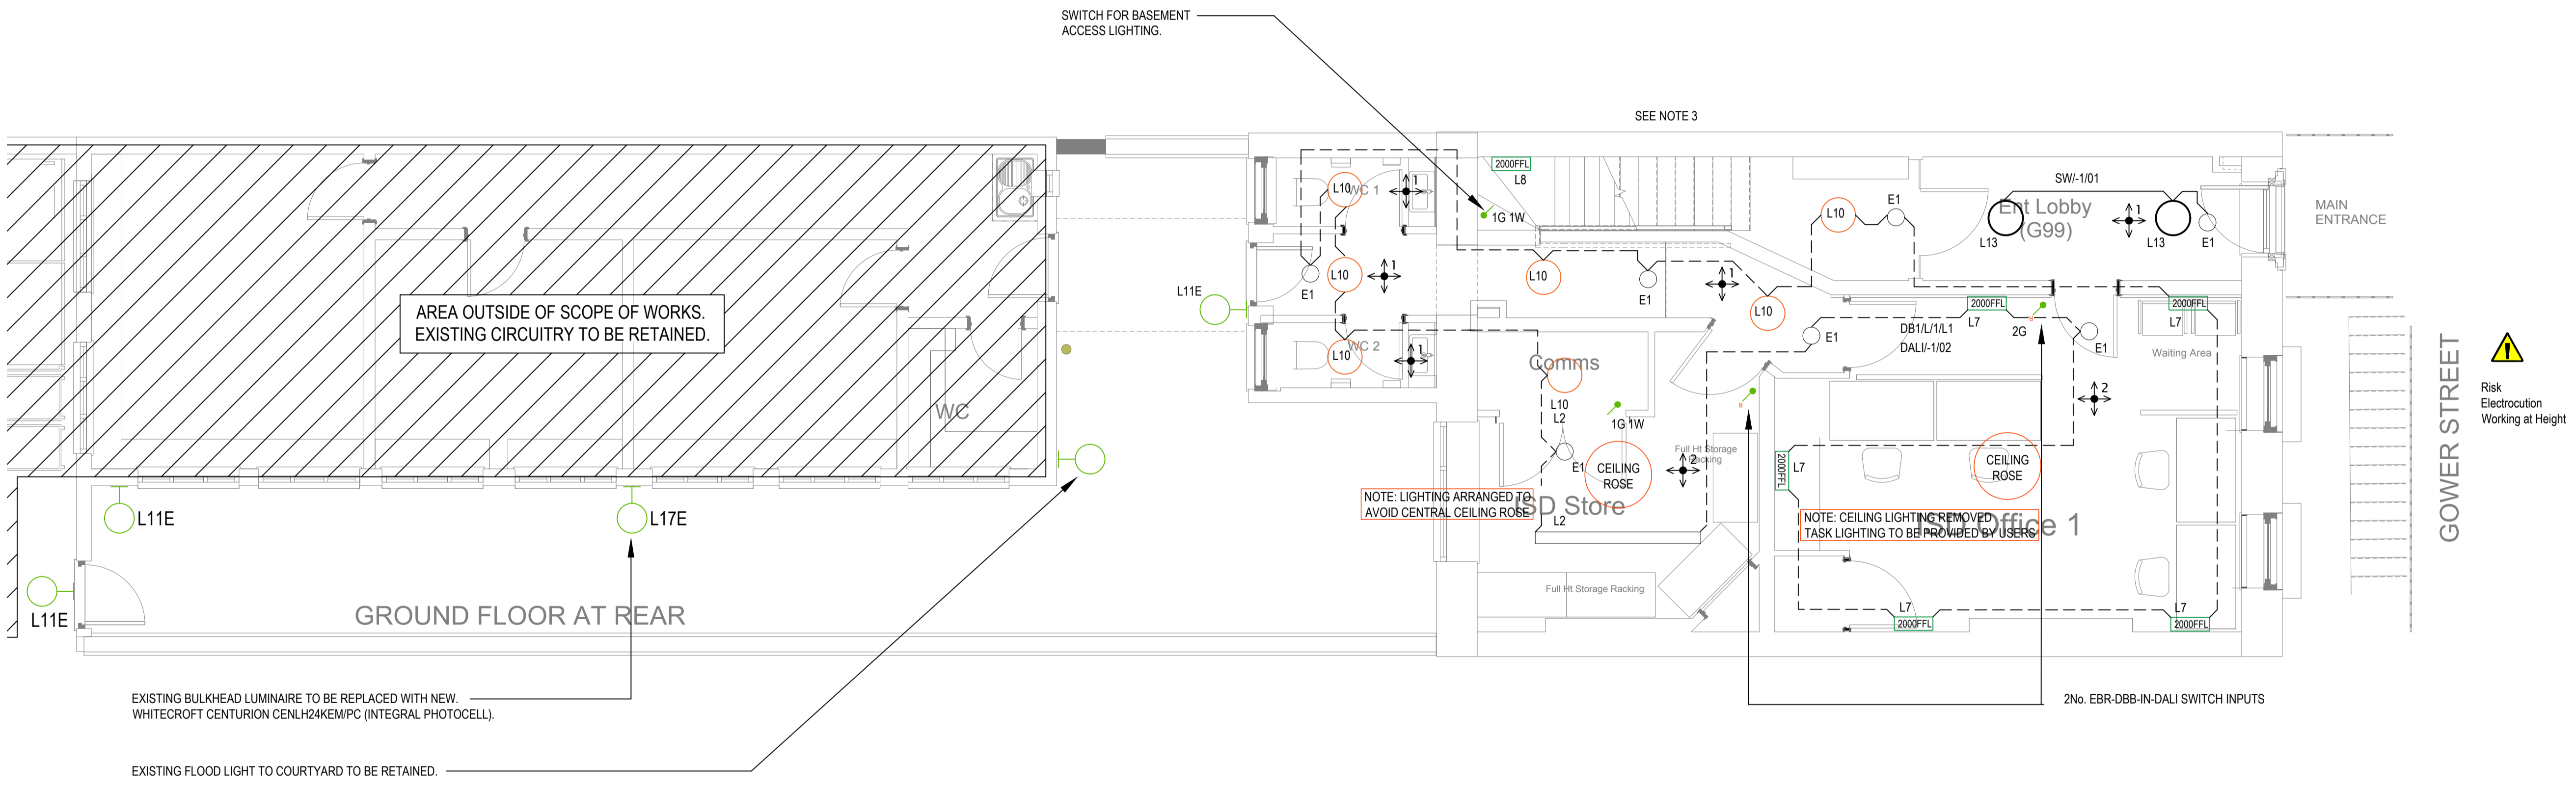 SWITCH FOR BASEMENT
ACCESS LIGHTING.
SEE NOTE 3
2000FFL
L8
1G 1W
L10
WC 1
1
L10
E1
SW/-1/01
Ent Lobby
(G99)
L13
1
L13
E1
MAIN
ENTRANCE
L11E
E1
L10
1
L10
E1
1
L10
AREA OUTSIDE OF SCOPE OF WORKS.
EXISTING CIRCUITRY TO BE RETAINED.
WC
L10
WC 2
1
Comms
L10
L2
1G 1W
E1
E1
DB1/L/1/L1
DALI/-1/02
2000FFL
L7
2G
E1
2000FFL
L7
Waiting Area
2
GOWER STREET
Risk
Electrocution
Working at Height
CEILING
ROSE
2
Full Ht Storage
Racking
2000FFL
L7
CEILING
ROSE
NOTE: LIGHTING ARRANGED TO
AVOID CENTRAL CEILING ROSE
ISD Store
L2
NOTE: CEILING LIGHTING REMOVED
TASK LIGHTING TO BE PROVIDED BY USERS
ISD Office 1
L11E
L17E
L11E
GROUND FLOOR AT REAR
Full Ht Storage Racking
L7
2000FFL
L7
2000FFL
EXISTING BULKHEAD LUMINAIRE TO BE REPLACED WITH NEW.
WHITECROFT CENTURION CENLH24KEM/PC (INTEGRAL PHOTOCELL).
2No. EBR-DBB-IN-DALI SWITCH INPUTS
EXISTING FLOOD LIGHT TO COURTYARD TO BE RETAINED.